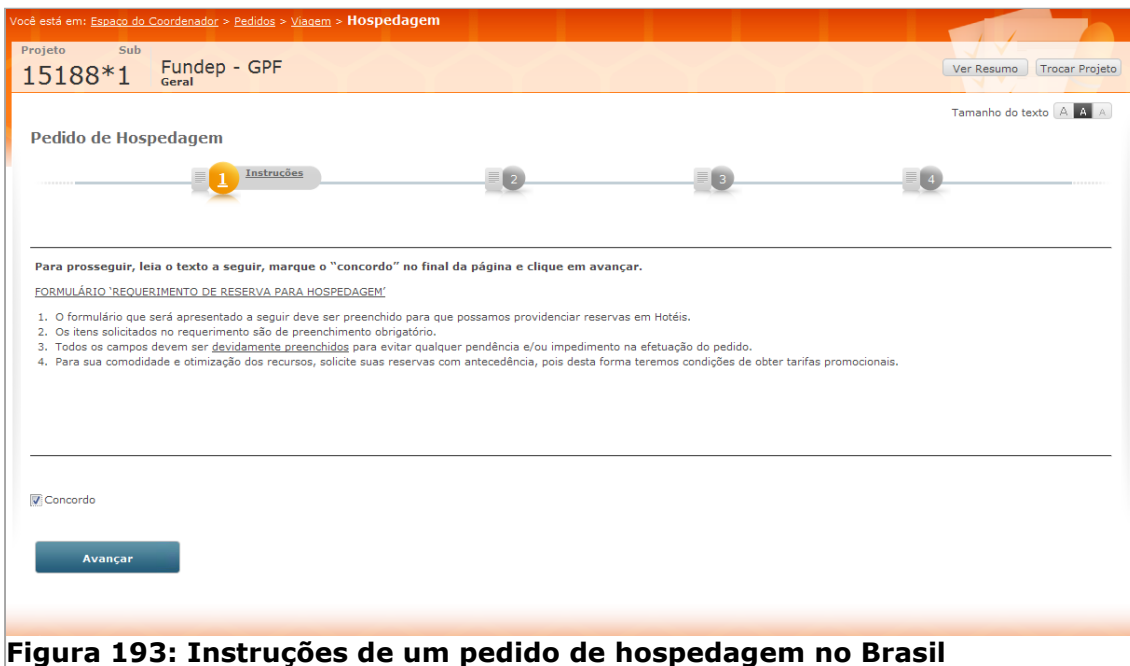 Você está em: Espaço do Coordenador > Pedidos > Viagem > Hospedagem
Projeto Sub
15188*1 Fundep - GPF
Geral
Ver Resumo Trocar Projeto
Tamanho do texto A A A
Pedido de Hospedagem
1 Instruções 2 3 4
Para prosseguir, leia o texto a seguir, marque o “concordo” no final da página e clique em avançar.
FORMULÁRIO ‘REQUERIMENTO DE RESERVA PARA HOSPEDAGEM’
1. O formulário que será apresentado a seguir deve ser preenchido para que possamos providenciar reservas em Hotéis.
2. Os itens solicitados no requerimento são de preenchimento obrigatório.
3. Todos os campos devem ser devidamente preenchidos para evitar qualquer pendência e/ou impedimento na efetuação do pedido.
4. Para sua comodidade e otimização dos recursos, solicite suas reservas com antecedência, pois desta forma teremos condições de obter tarifas promocionais.
Concordo
Avançar
Figura 193: Instruções de um pedido de hospedagem no Brasil